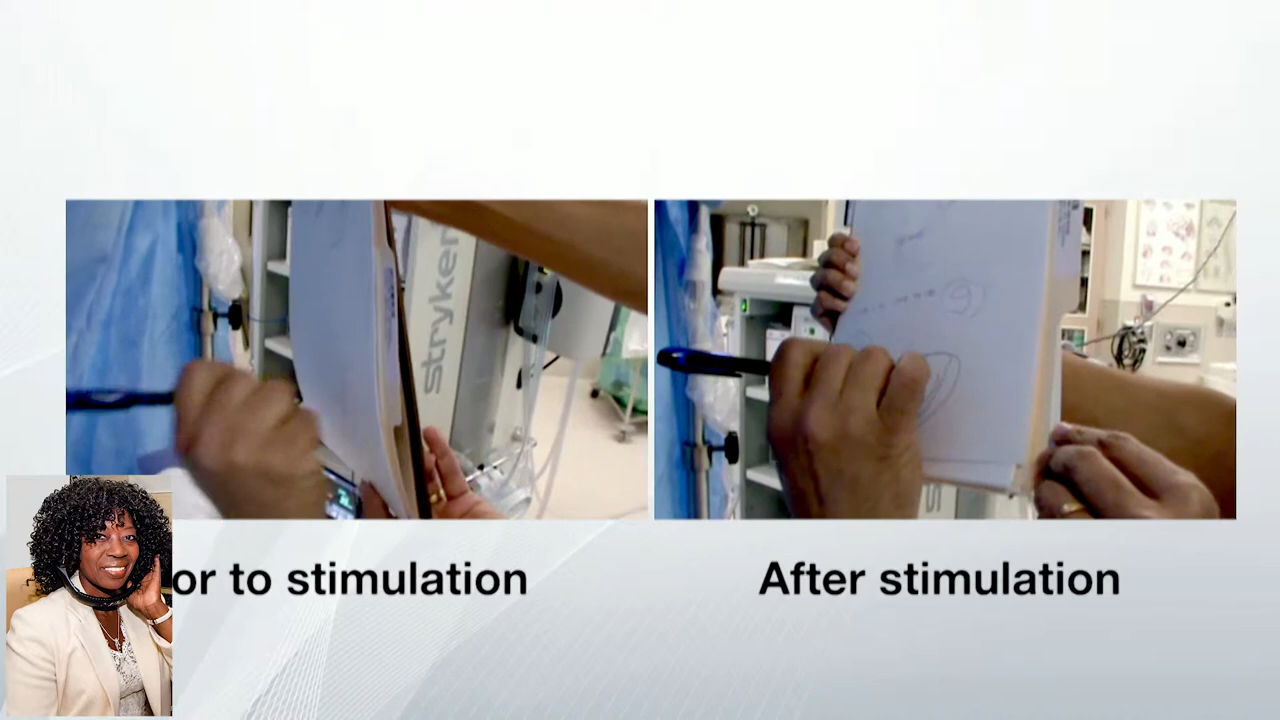 stryker
or to stimulation
After stimulation